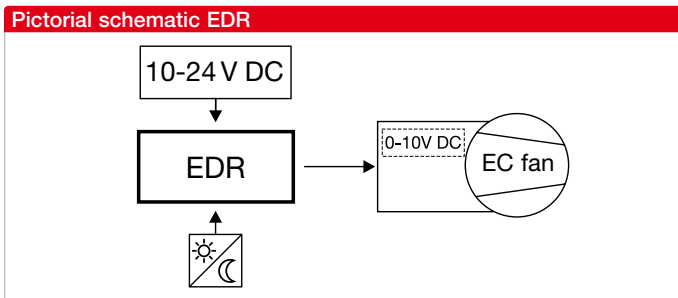 Pictorial schematic EDR
10-24 V DC
EDR
0-10V DC
EC fan